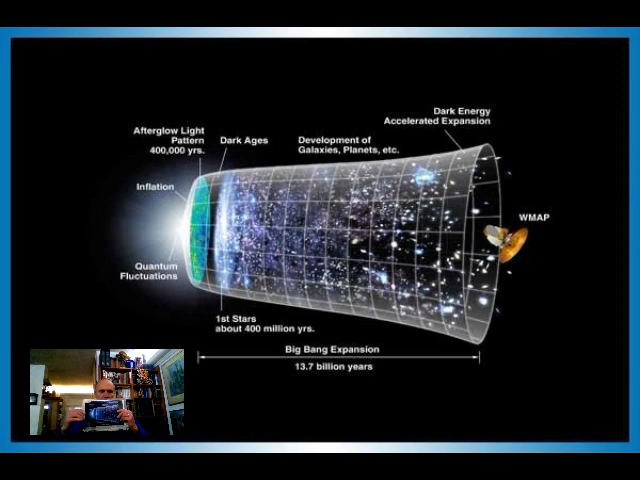 Dark Energy
Accelerated Expansion
Afterglow Light
Pattern
400,000 yrs.
Dark Ages
Development of
Galaxies, Planets, etc.
Inflation
WMAP
Quantum
Fluctuations
1st Stars
about 400 million yrs.
Big Bang Expansion
13.7 billion years